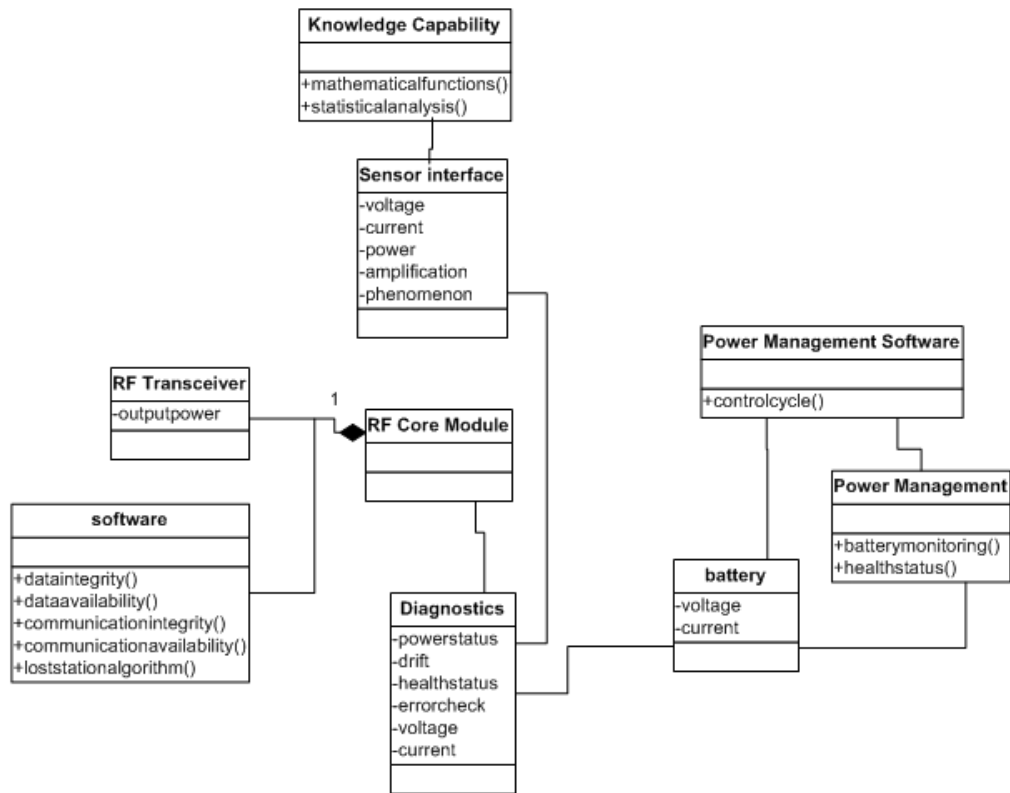 Knowledge Capability
+mathematicalfunctions()
+statisticalanalysis()
Sensor interface
-voltage
-current
-power
-amplification
-phenomenon
Power Management Software
+controlcycle()
RF Transceiver
-outputpower
1
RF Core Module
Power Management
+batterymonitoring()
+healthstatus()
software
+dataintegrity()
+dataavailability()
+communicationintegrity()
+communicationavailability()
+loststationalgorithm()
battery
-voltage
-current
Diagnostics
-powerstatus
-drift
-healthstatus
-errorcheck
-voltage
-current